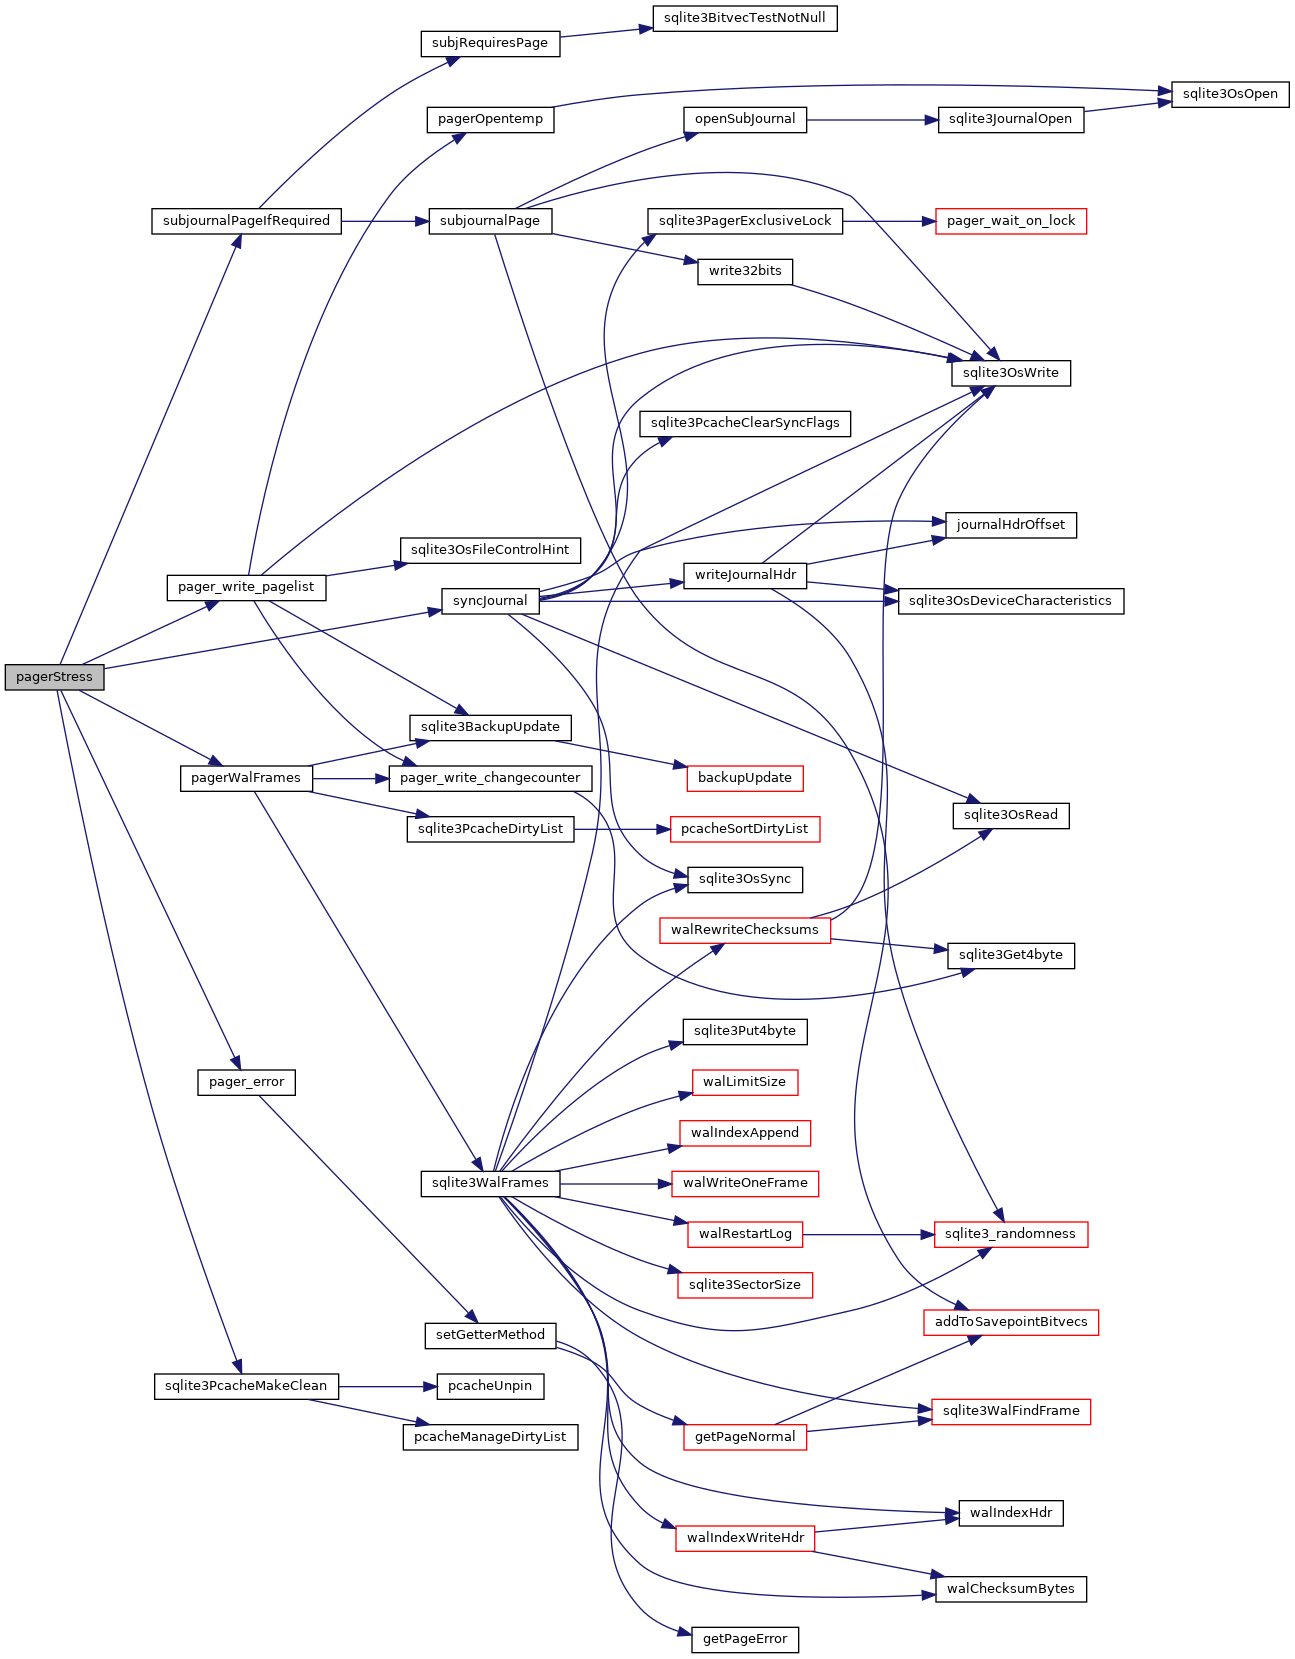 sqlite3BitvecTestNotNull
subjRequiresPage
sqlite3OsOpen
pagerOpentemp
openSubJournal
sqlite3JournalOpen
subjournalPageIfRequired
subjournalPage
sqlite3PagerExclusiveLock
pager_wait_on_lock
write32bits
sqlite3OsWrite
sqlite3PcacheClearSyncFlags
journalHdrOffset
sqlite3OsFileControlHint
writeJournalHdr
pager_write_pagelist
syncJournal
sqlite3OsDeviceCharacteristics
pagerStress
sqlite3BackupUpdate
pagerWalFrames
pager_write_changecounter
backupUpdate
sqlite3OsRead
sqlite3PcacheDirtyList
pcacheSortDirtyList
sqlite3OsSync
walRewriteChecksums
sqlite3Get4byte
sqlite3Put4byte
pager_error
walLimitSize
walIndexAppend
sqlite3WalFrames
walWriteOneFrame
walRestartLog
sqlite3_randomness
sqlite3SectorSize
addToSavepointBitvecs
setGetterMethod
sqlite3PcacheMakeClean
pcacheUnpin
sqlite3WalFindFrame
pcacheManageDirtyList
getPageNormal
walIndexHdr
walIndexWriteHdr
walChecksumBytes
getPageError